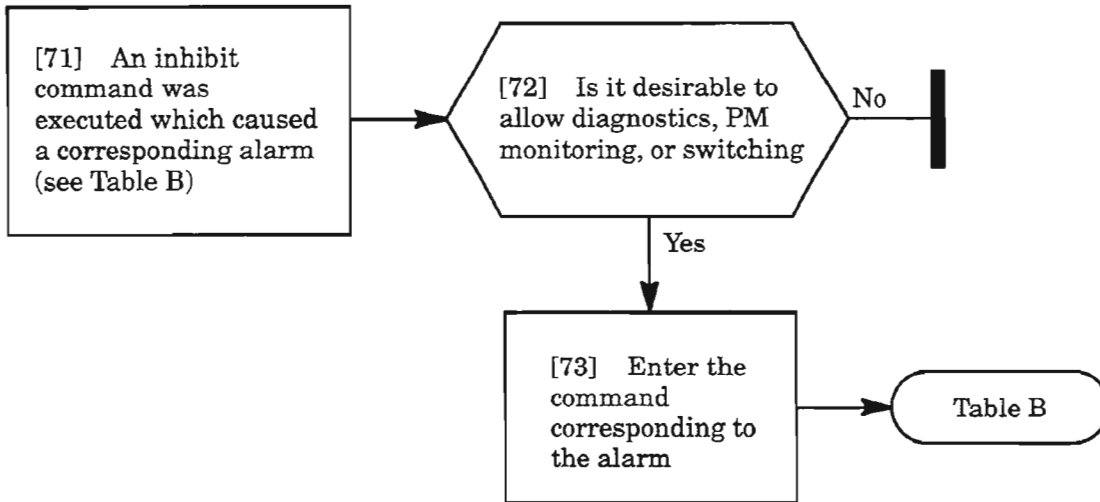 [71] An inhibit
command was
executed which caused
a corresponding alarm
(see Table B)
[72] Is it desirable to
allow diagnostics, PM
monitoring, or switching
No
Yes
[73] Enter the
command
corresponding to
the alarm
Table B